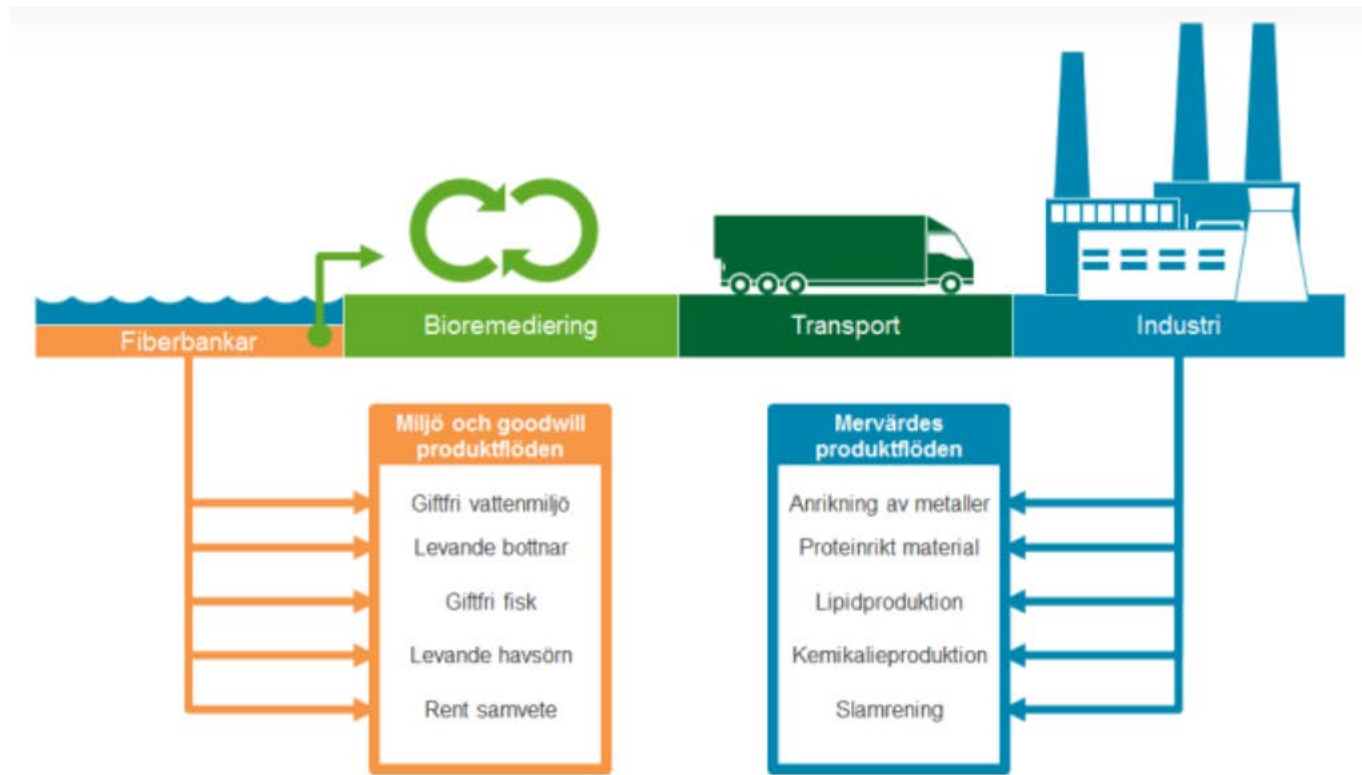 Fiberbankar
Bioremediering
Transport
Industri
Miljö och goodwill
produktflöden
Giftfri vattenmiljö
Levande bottnar
Giftfri fisk
Levande havsörn
Rent samvete
Mervärdes
produktflöden
Anrikning av metaller
Proteinrikt material
Lipidproduktion
Kemikalieproduktion
Slamrening